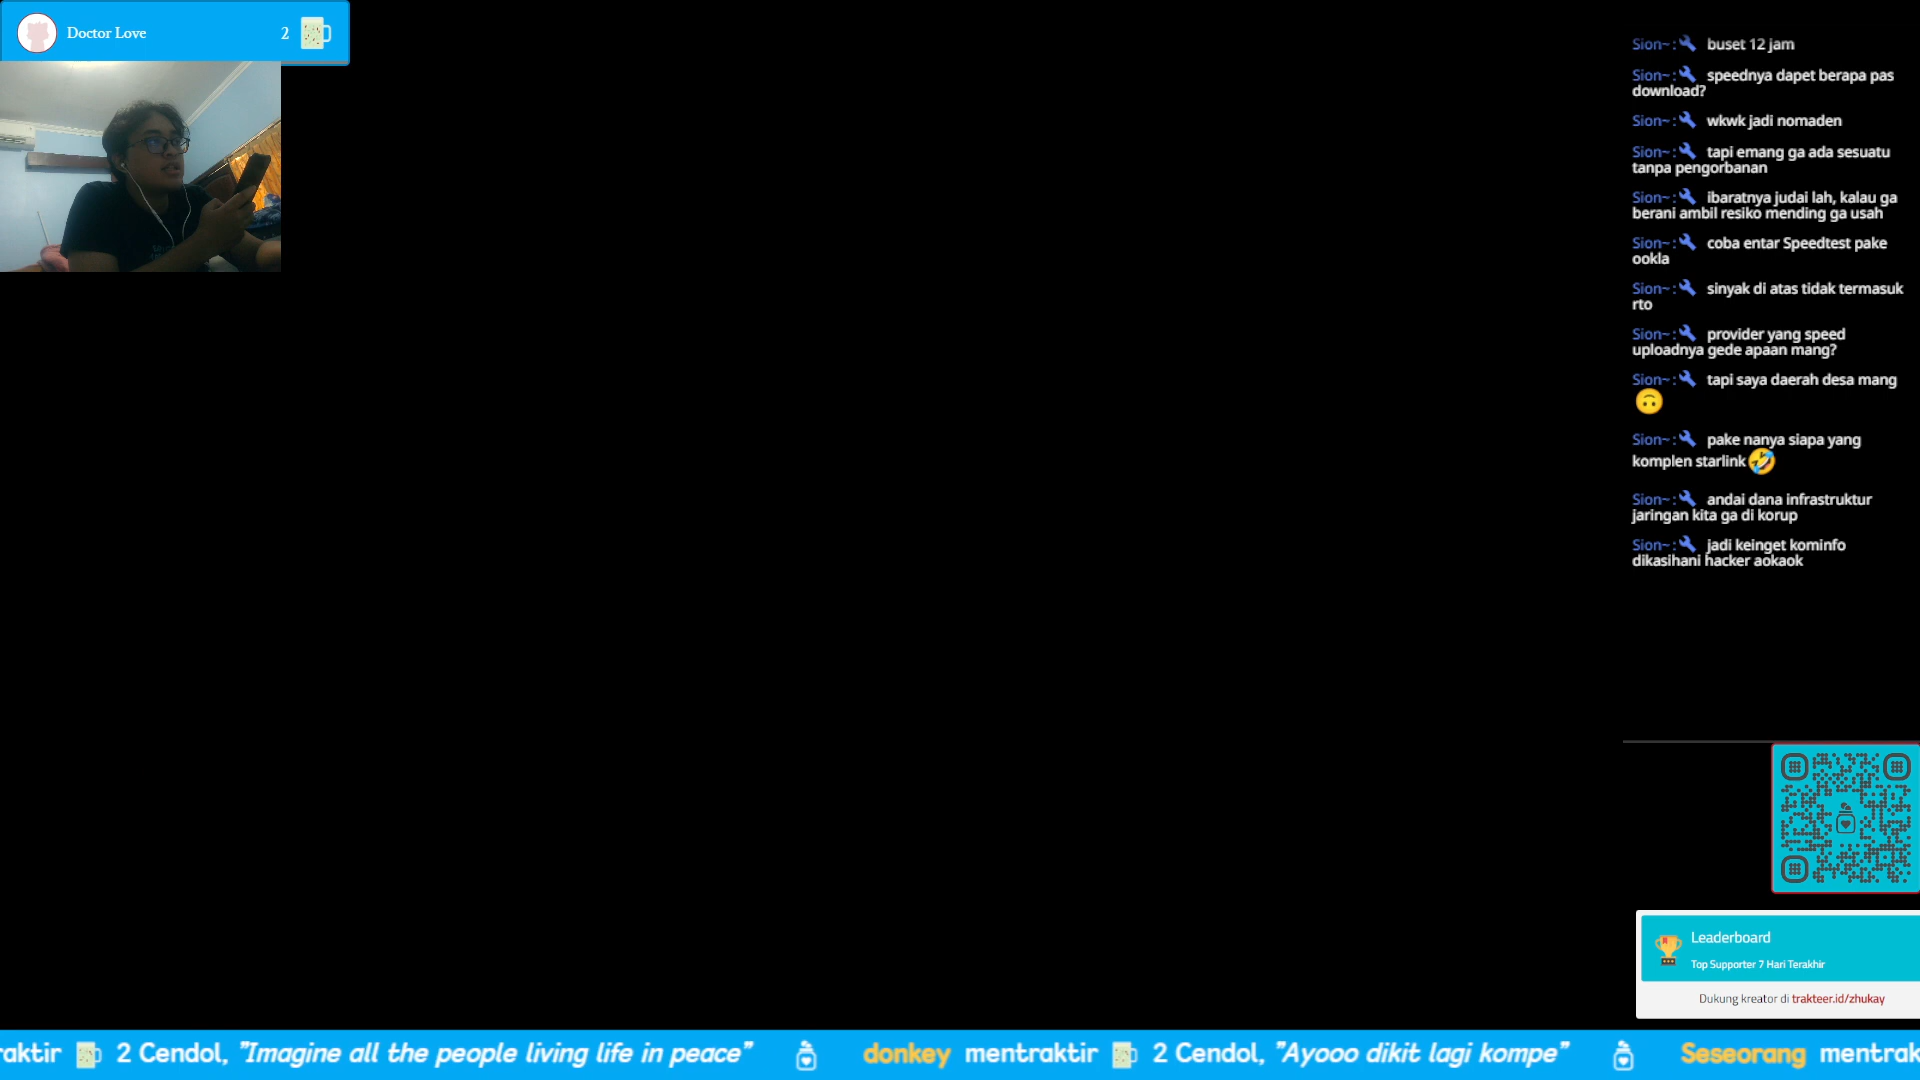 Doctor Love 2
Sion~: buset 12 jam
Sion~: speednya dapet berapa pas
download?
Sion~: wkwk jadi nomaden
Sion~: tapi emang ga ada sesuatu
tanpa pengorbanan
Sion~: ibaratnya judai lah, kalau ga
berani ambil resiko mending ga usah
Sion~: coba entar Speedtest pake
ookla
Sion~: sinyak di atas tidak termasuk
rto
Sion~: provider yang speed
uploadnya gede apaan mang?
Sion~: tapi saya daerah desa mang
🙃
Sion~: pake nanya siapa yang
komplen starlink🤣
Sion~: andai dana infrastruktur
jaringan kita ga di korup
Sion~: jadi keinget kominfo
dikasihani hacker aokaok
Leaderboard
Top Supporter 7 Hari Terakhir
Dukung kreator di trakteer.id/zhukay
raktir 2 Cendol, "Imagine all the people living life in peace" donkey mentraktir 2 Cendol, "Ayooo dikit lagi kompe" Seseorang mentrak